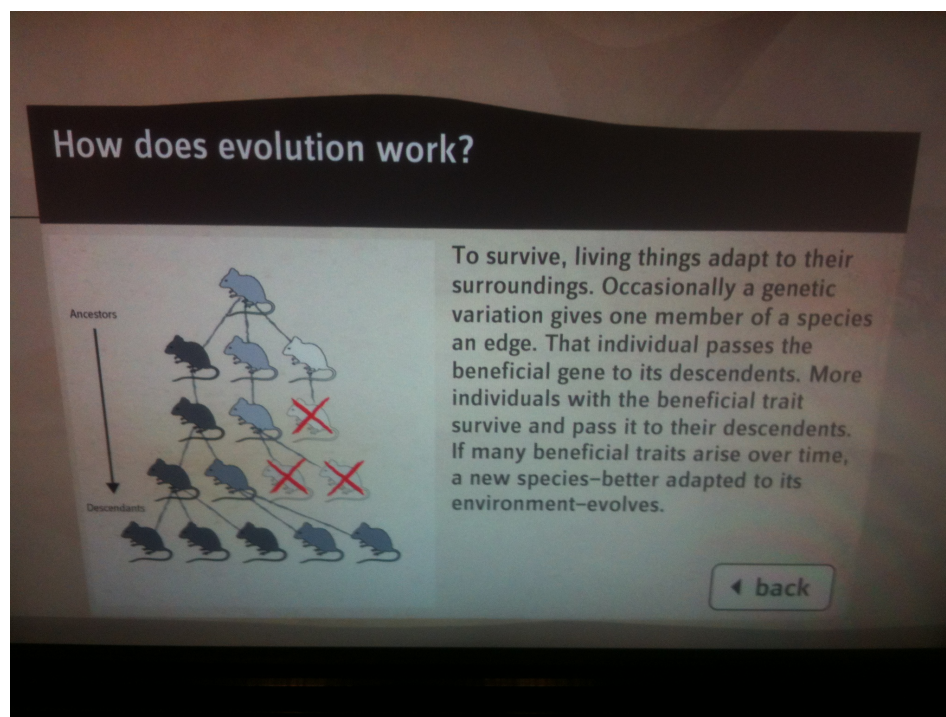 How does evolution work?
Ancestors
Descendants
To survive, living things adapt to their
surroundings. Occasionally a genetic
variation gives one member of a species
an edge. That individual passes the
beneficial gene to its descendents. More
individuals with the beneficial trait
survive and pass it to their descendents.
If many beneficial traits arise over time,
a new species–better adapted to its
environment–evolves.
back